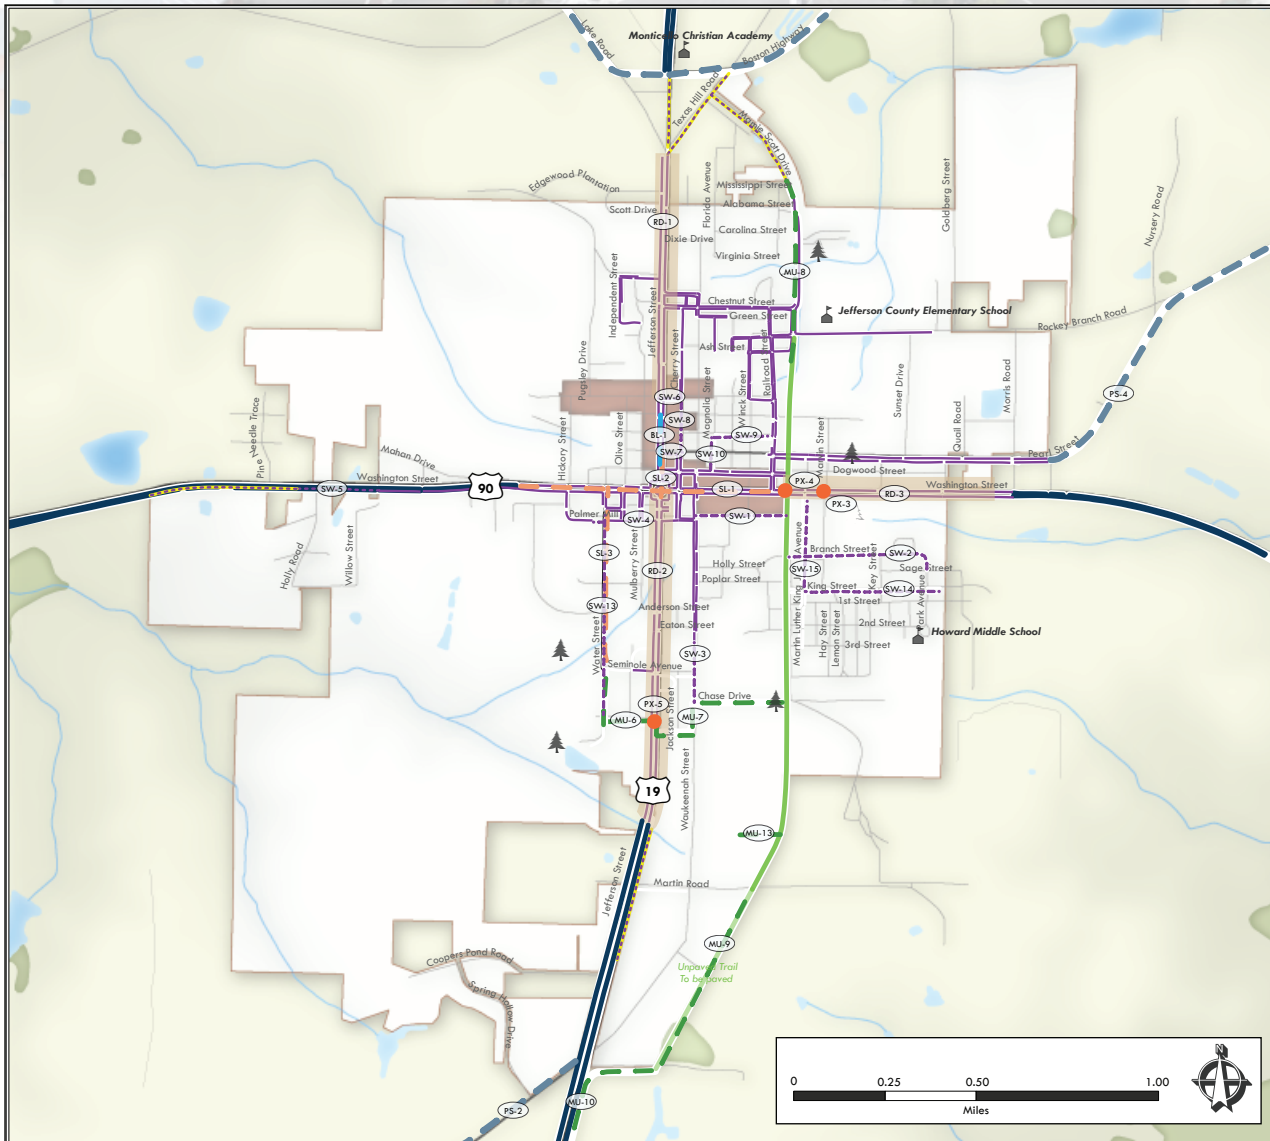 Lake Road
Monticello Christian Academy
Boston Highway
Texas Hill Road
Mamie Scott Drive
Edgewood Plantation
Florida Avenue
Mississippi Street
Goldberg Street
Nursery Road
Scott Drive
Alabama Street
RD-1
Carolina Street
Dixie Drive
Virginia Street
Independent Street
MU-8
Chestnut Street
Jefferson Street
Green Street
Jefferson County Elementary School
Rockey Branch Road
Pugsley Drive
Cherry Street
Ash Street
Railroad Street
Magnolia Street
Winck Street
Sunset Drive
Morris Road
PS-4
SW-6
Pine Needle Trace
Hickory Street
Olive Street
SW-8
BL-1
SW-9
Marvin Street
Quail Road
Mahan Drive
SW-7
SW-10
Pearl Street
Dogwood Street
Washington Street
SL-2
PX-4
Washington Street
90
SW-5
SL-1
RD-3
PX-3
Palmer Mill
SW-4
SW-1
Holly Road
Willow Street
SL-3
Mulberry Street
Branch Street
SW-2
Holly Street
Key Street
Sage Street
RD-2
Poplar Street
SW-15
King Street
SW-14
SW-13
Anderson Street
1st Street
Park Avenue
Eaton Street
Martin Luther King Jr Avenue
Hay Street
Lemon Street
2nd Street
Howard Middle School
Water Street
3rd Street
SW-3
Seminole Avenue
Chase Drive
PX-5
MU-6
MU-7
Jackson Street
19
Waukeenah Street
MU-13
Jefferson Street
Martin Road
MU-9
Coopers Pond Road
Unpaved Trail
To be paved
Spring Hollow Drive
N
0
0.25
0.50
1.00
Miles
MU-10
PS-2